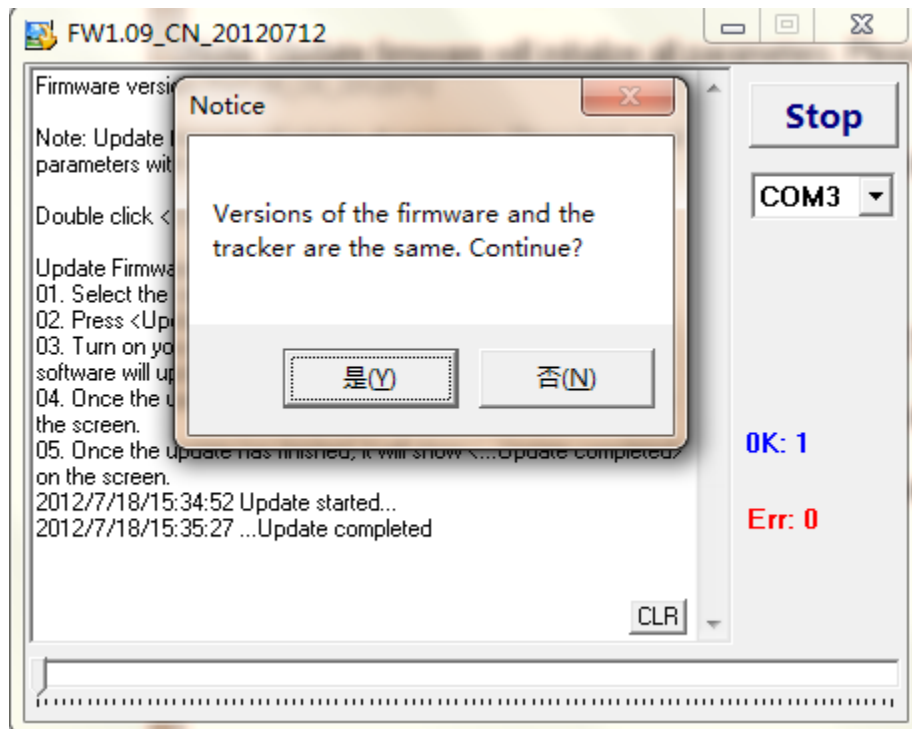 FW1.09_CN_20120712
Firmware versi
Note: Update
parameters wit
Double click <
Update Firmwa
01. Select the
02. Press <Up
03. Turn on yo
software will up
04. Once the u
the screen.
05. Once the update has finished, it will show <...Update completed>
on the screen.
2012/7/18/15:34:52 Update started...
2012/7/18/15:35:27 ...Update completed
CLR
Notice
Versions of the firmware and the
tracker are the same. Continue?
是(Y)
否(N)
Stop
COM3
OK: 1
Err: 0